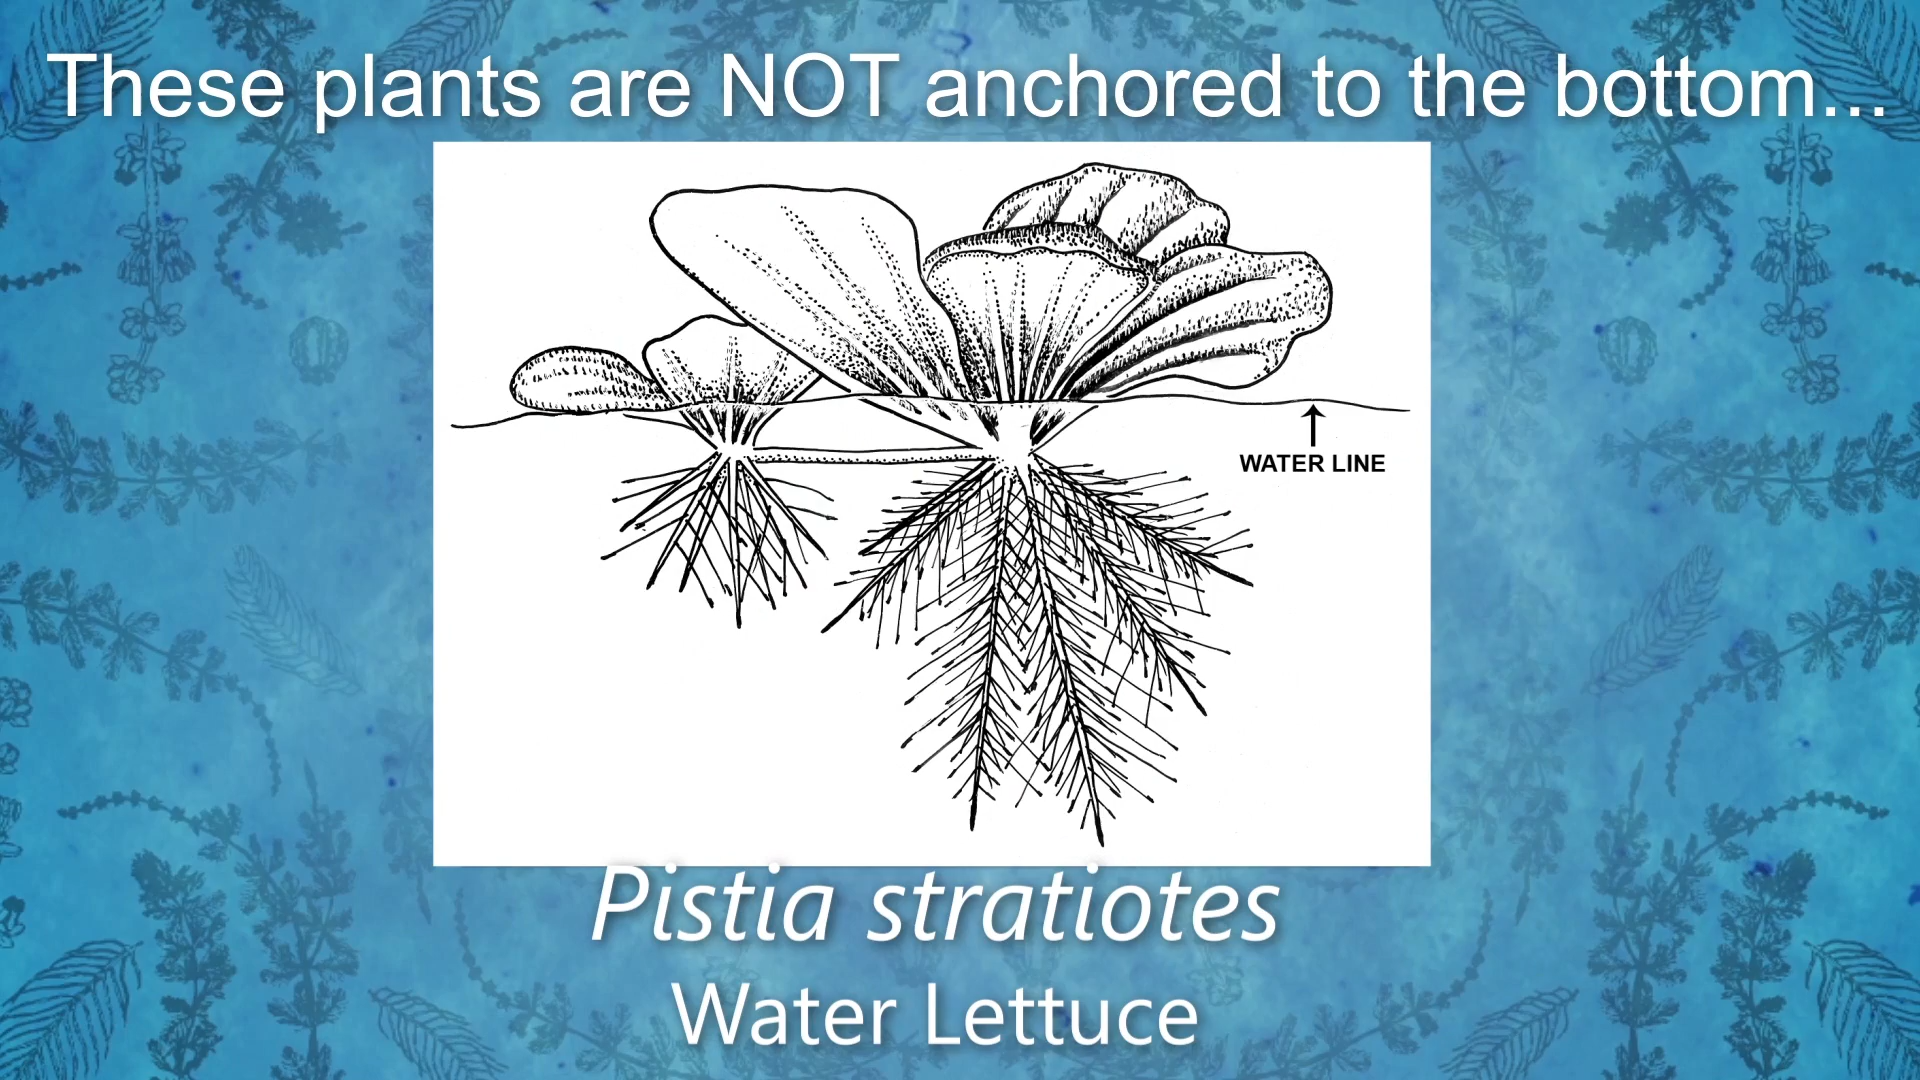 These plants are NOT anchored to the bottom...
WATER LINE
Pistia stratiotes
Water Lettuce